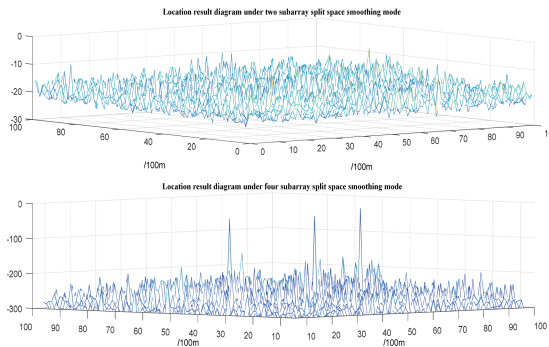 Location result diagram under two subarray split space smoothing mode
0
-10
-20
-30
100 80 60 40 20 0
0 10 20 30 40 50 60 70 80 90
/100m /100m
Location result diagram under four subarray split space smoothing mode
0
-100
-200
-300
100 90 80 70 60 50 40 30 20 10 10 20 30 40 50 60 70 80 90 100
/100m /100m